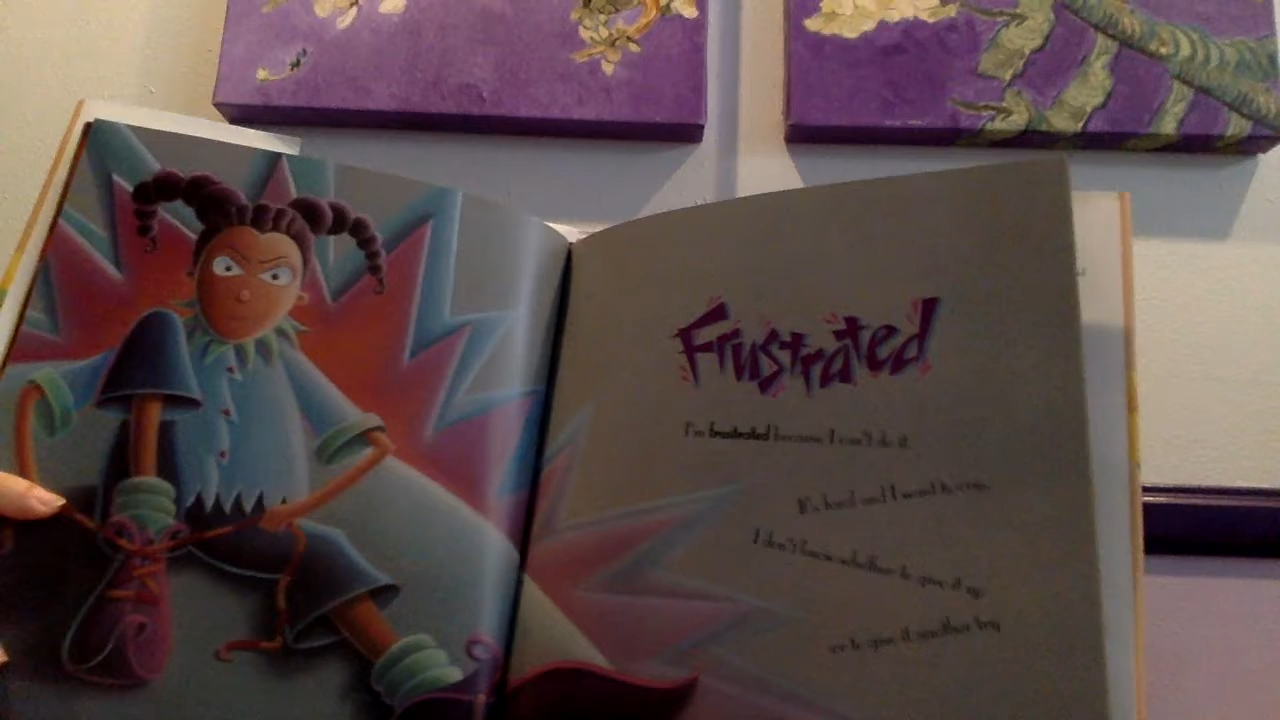 Frustrated
I'm frustrated because I can't do it.
It's hard and I want to cry.
I don't know whether to give it up
or to give it another try